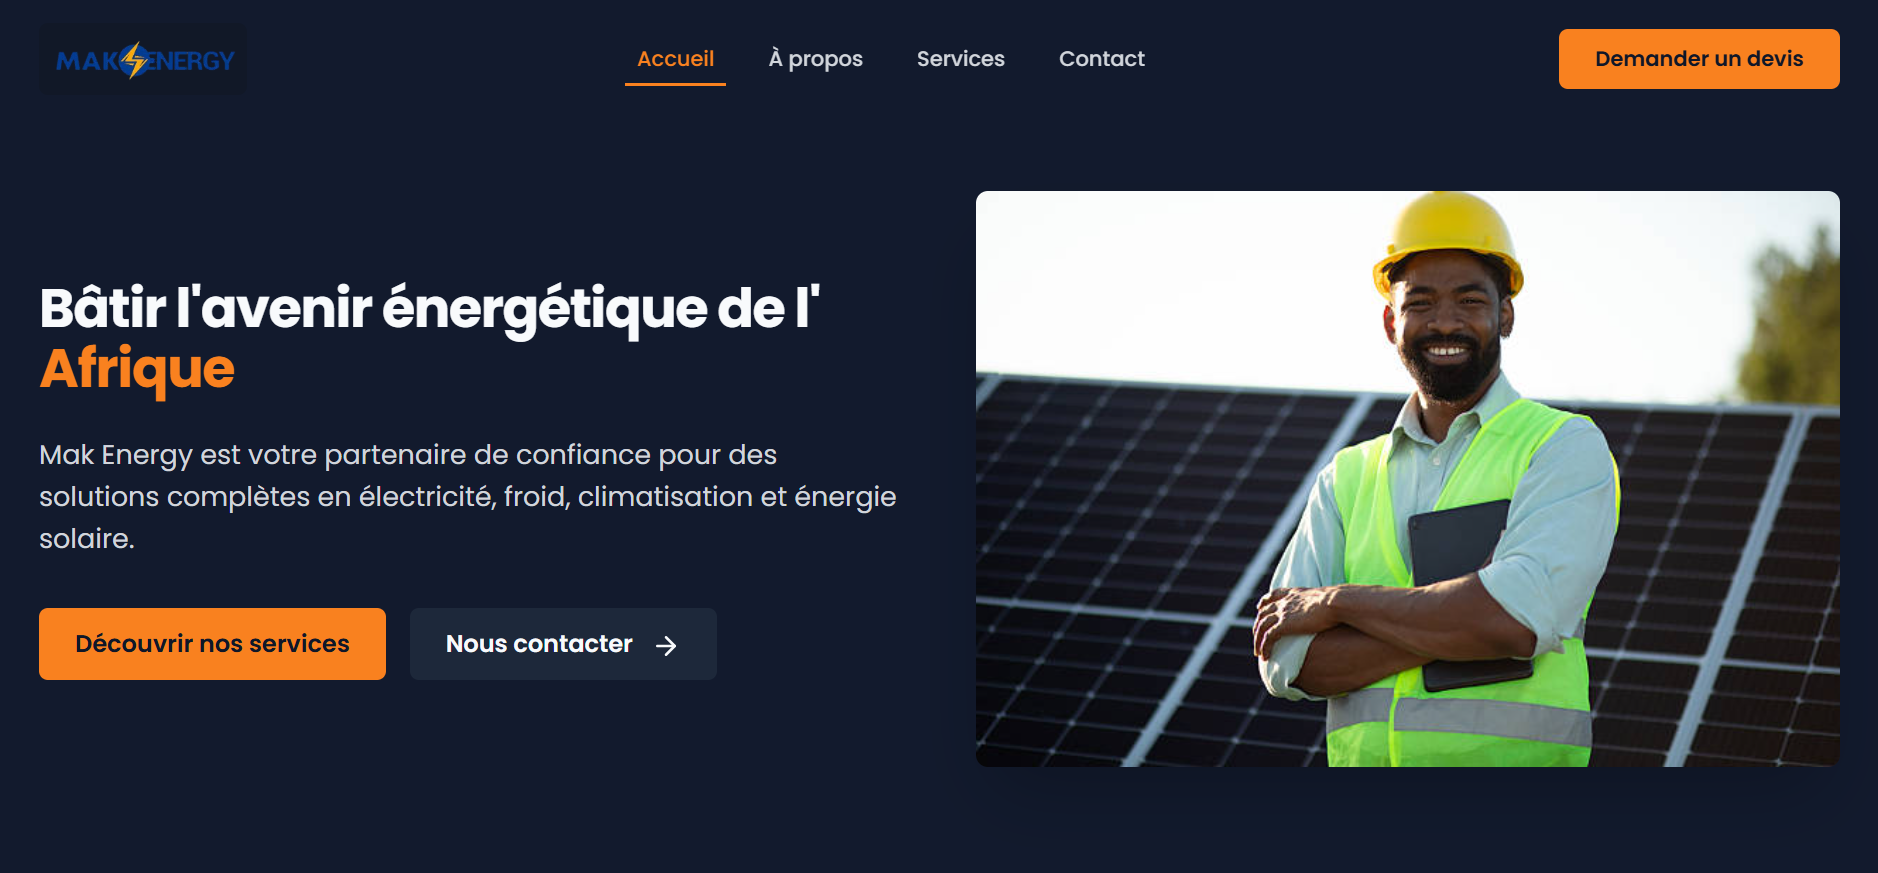 MAK ENERGY
Accueil
À propos
Services
Contact
Demander un devis
Bâtir l'avenir énergétique de l'
Afrique
Mak Energy est votre partenaire de confiance pour des
solutions complètes en électricité, froid, climatisation et énergie
solaire.
Découvrir nos services
Nous contacter →